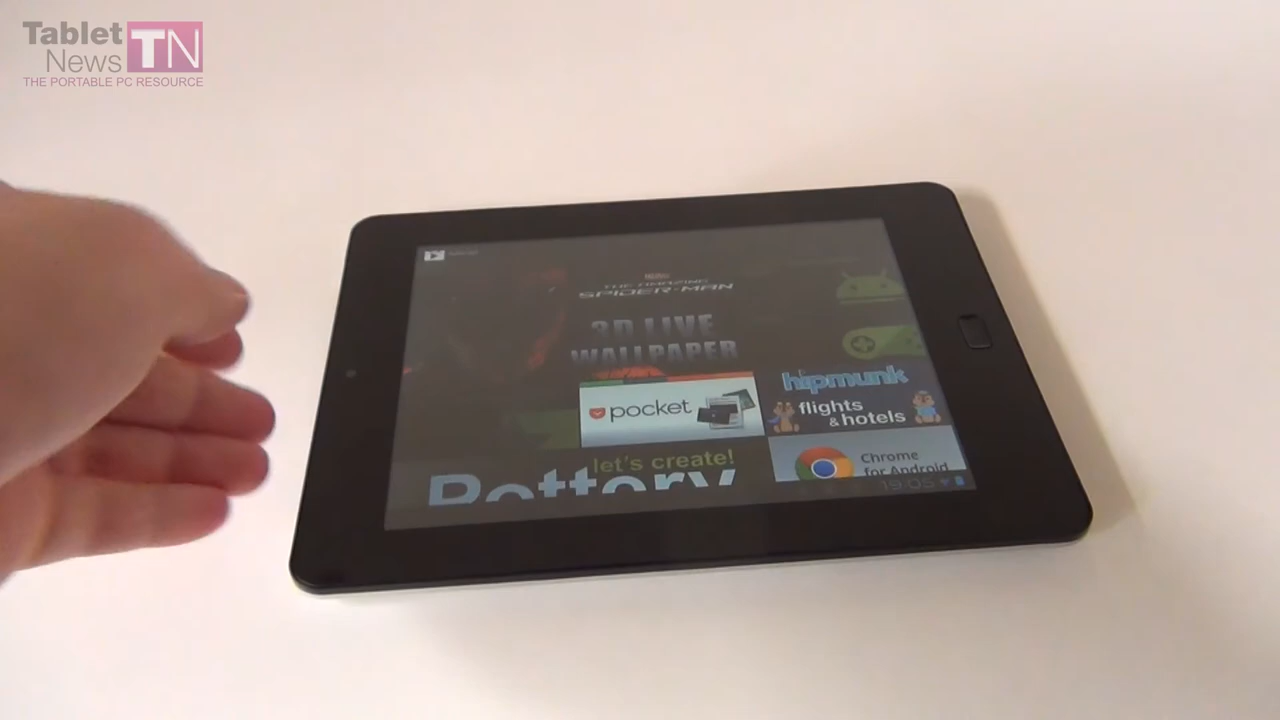 Tablet
News TN
THE PORTABLE PC RESOURCE
THE AMAZING
SPIDER-MAN
3D LIVE
WALLPAPER
pocket
hipmunk
flights
& hotels
let's create!
Pottery
Chrome
for Android
19:05